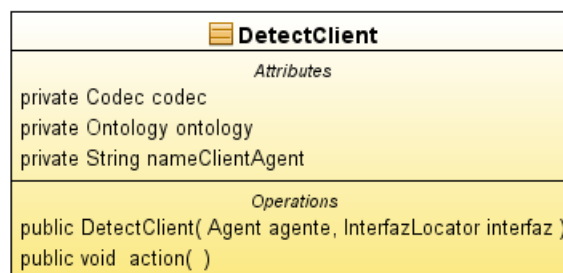 DetectClient
Attributes
private Codec codec
private Ontology ontology
private String nameClientAgent
Operations
public DetectClient( Agent agente, InterfazLocator interfaz )
public void action( )